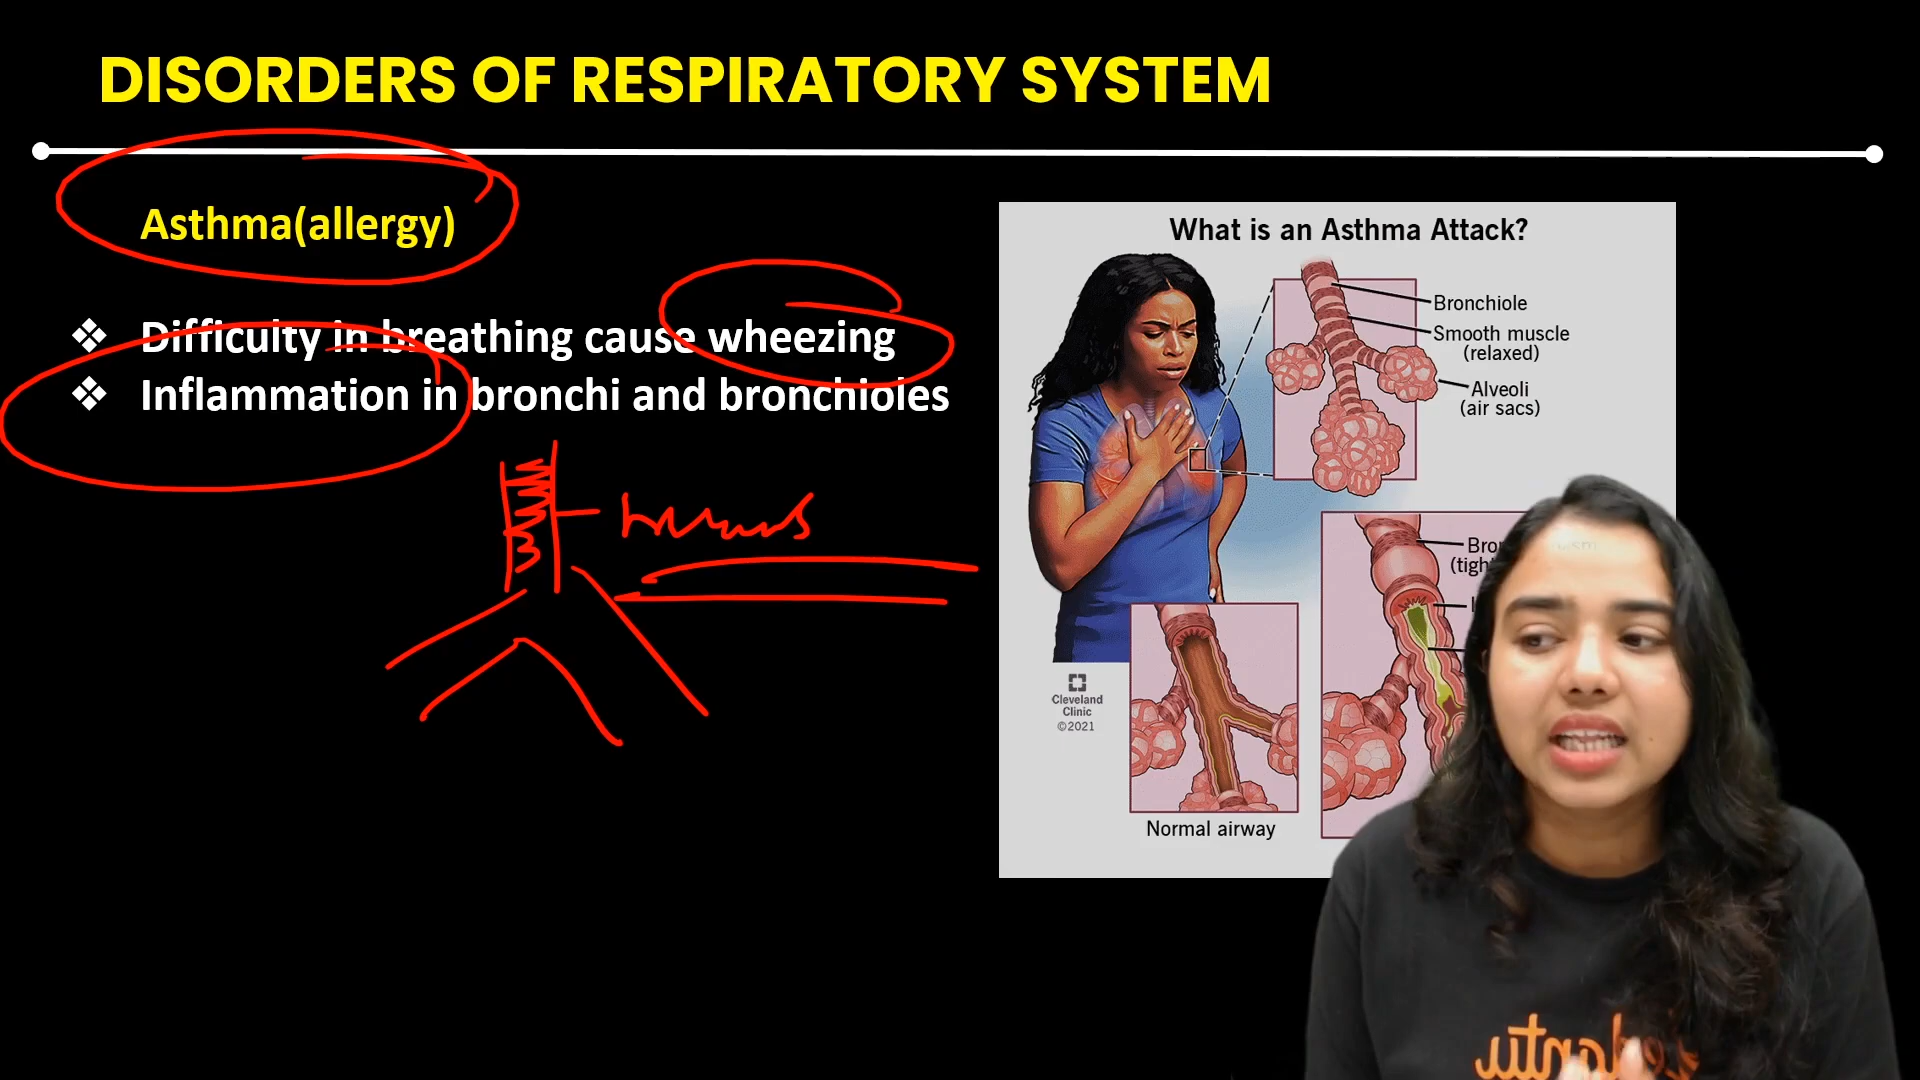 DISORDERS OF RESPIRATORY SYSTEM
Asthma(allergy)
❖ Difficulty in breathing cause wheezing
❖ Inflammation in bronchi and bronchioles
What is an Asthma Attack?
Bronchiole
Smooth muscle
(relaxed)
Alveoli
(air sacs)
Cleveland
Clinic
©2021
Normal airway